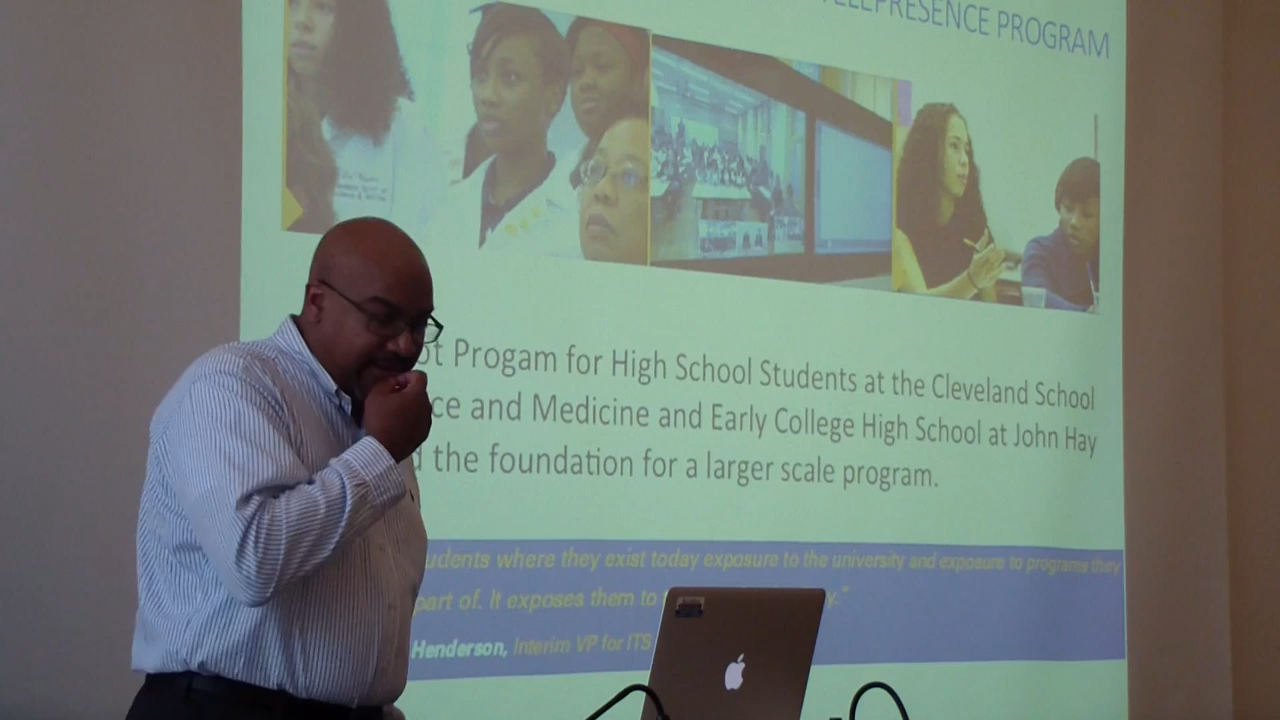 TELEPRESENCE PROGRAM
ot Progam for High School Students at the Cleveland School
ce and Medicine and Early College High School at John Hay
d the foundation for a larger scale program.
udents where they exist today exposure to the university and exposure to programs they
part of. It exposes them to y."
Henderson, Interim VP for ITS